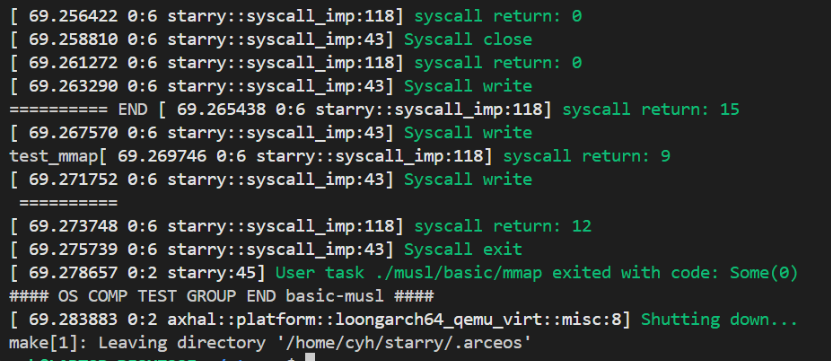 [ 69.256422 0:6 starry::syscall_imp:118] syscall return: 0
[ 69.258810 0:6 starry::syscall_imp:43] Syscall close
[ 69.261272 0:6 starry::syscall_imp:118] syscall return: 0
[ 69.263290 0:6 starry::syscall_imp:43] Syscall write
========== END [ 69.265438 0:6 starry::syscall_imp:118] syscall return: 15
[ 69.267570 0:6 starry::syscall_imp:43] Syscall write
test_mmap[ 69.269746 0:6 starry::syscall_imp:118] syscall return: 9
[ 69.271752 0:6 starry::syscall_imp:43] Syscall write
 ==========
[ 69.273748 0:6 starry::syscall_imp:118] syscall return: 12
[ 69.275739 0:6 starry::syscall_imp:43] Syscall exit
[ 69.278657 0:2 starry:45] User task ./musl/basic/mmap exited with code: Some(0)
#### OS COMP TEST GROUP END basic-musl ####
[ 69.283883 0:2 axhal::platform::loongarch64_qemu_virt::misc:8] Shutting down...
make[1]: Leaving directory '/home/cyh/starry/.arceos'